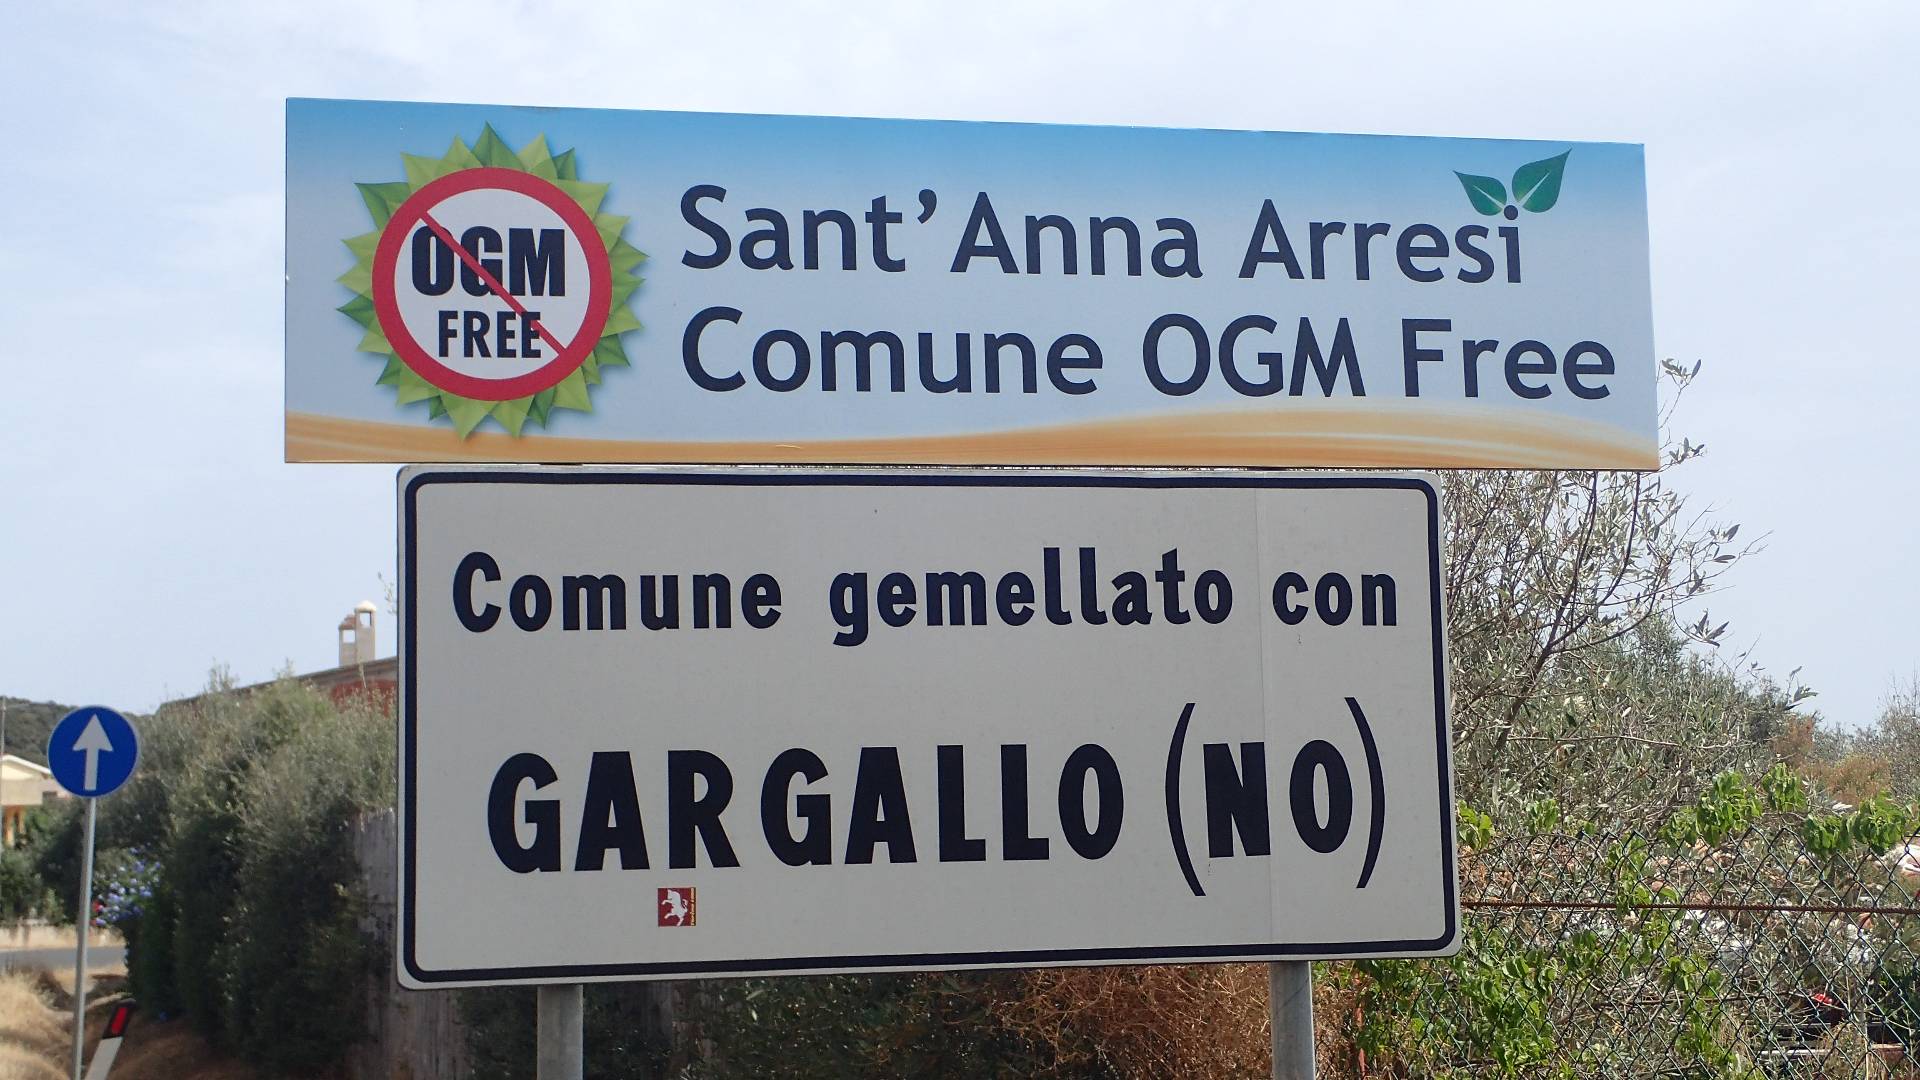 OGM
FREE
Sant'Anna Arresi
Comune OGM Free
Comune gemellato con
GARGALLO (NO)